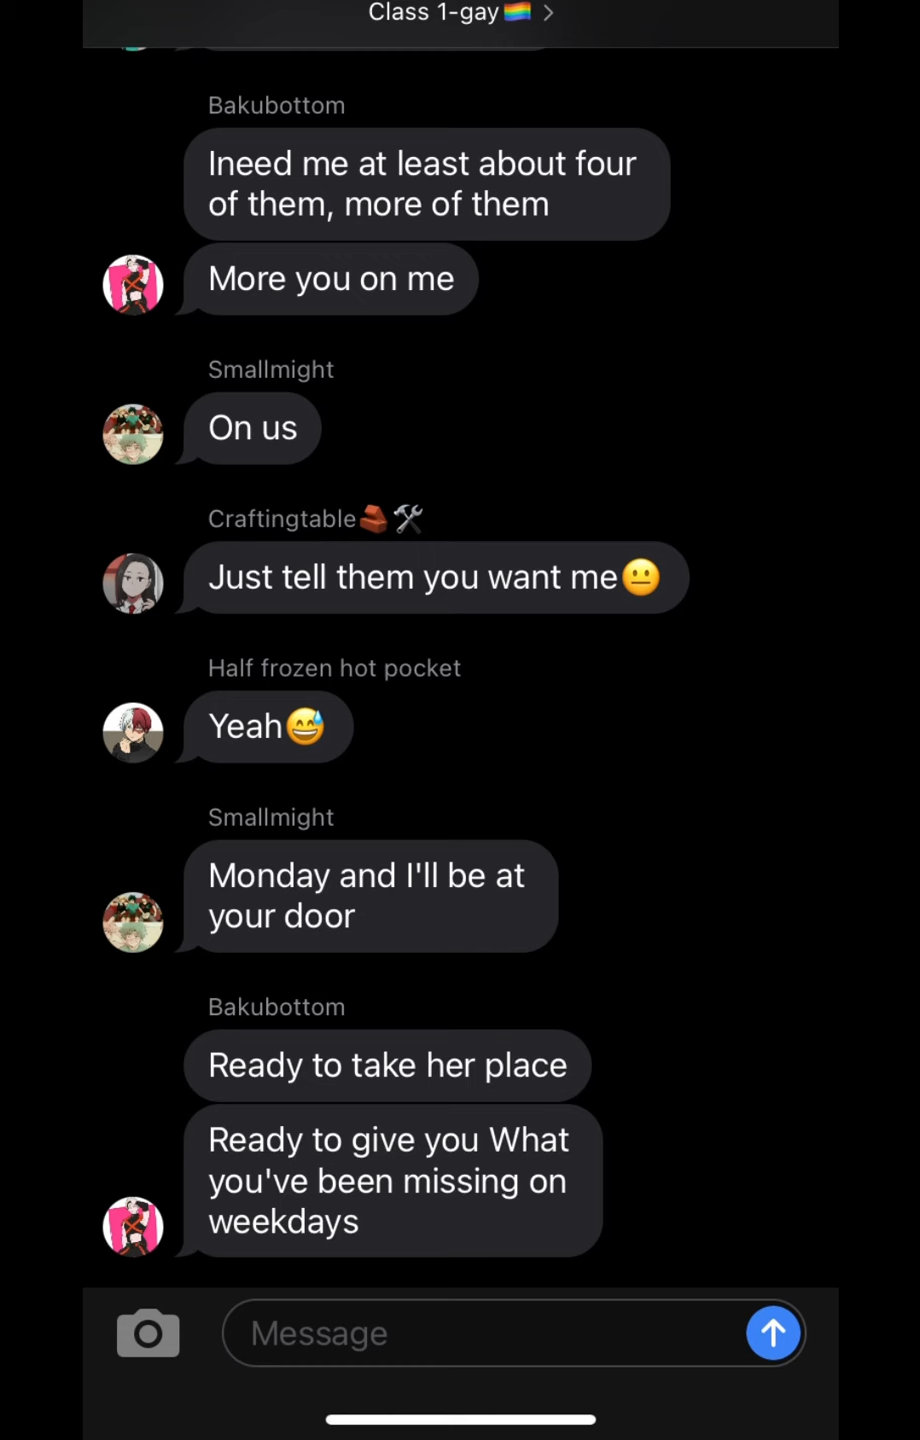 Class 1-gay🏳️‍🌈 >
Bakubottom
Ineed me at least about four
of them, more of them
More you on me
Smallmight
On us
Craftingtable🧱🛠️
Just tell them you want me😐
Half frozen hot pocket
Yeah😅
Smallmight
Monday and I'll be at
your door
Bakubottom
Ready to take her place
Ready to give you What
you've been missing on
weekdays
Message